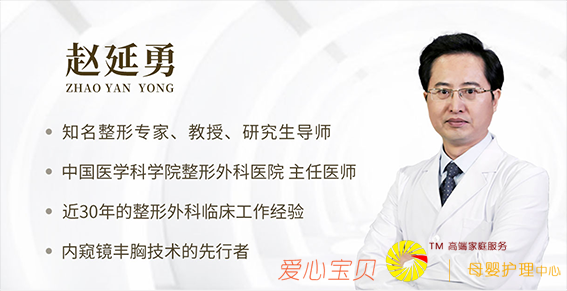 赵延勇
ZHAO YAN YONG
知名整形专家、教授、研究生导师
中国医学科学院整形外科医院 主任医师
近30年的整形外科临床工作经验
内窥镜丰胸技术的先行者
TM 高端家庭服务
爱心宝贝 母婴护理中心